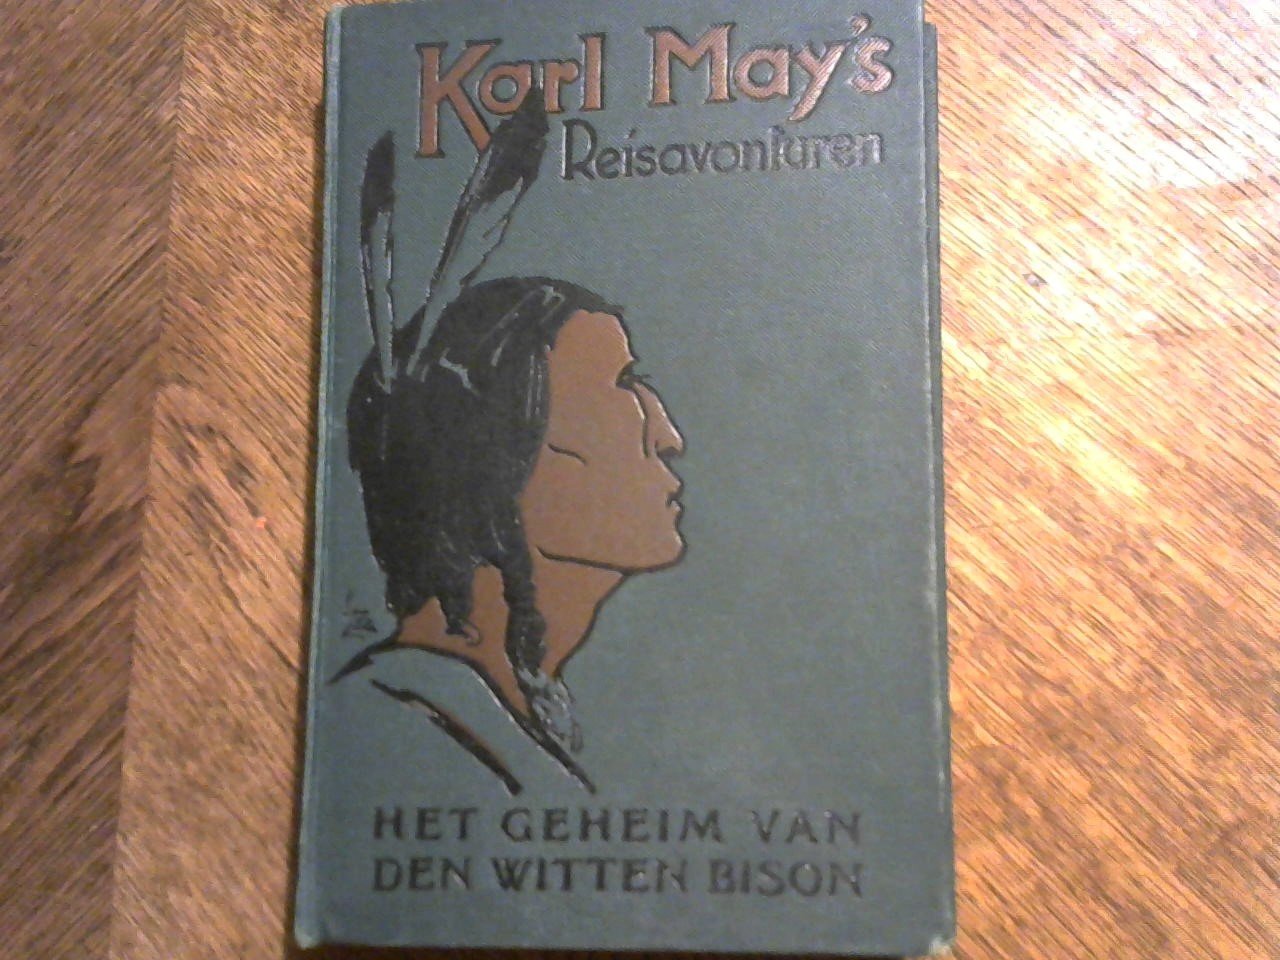 Karl May's
Reisavonturen
HET GEHEIM VAN
DEN WITTEN BISON